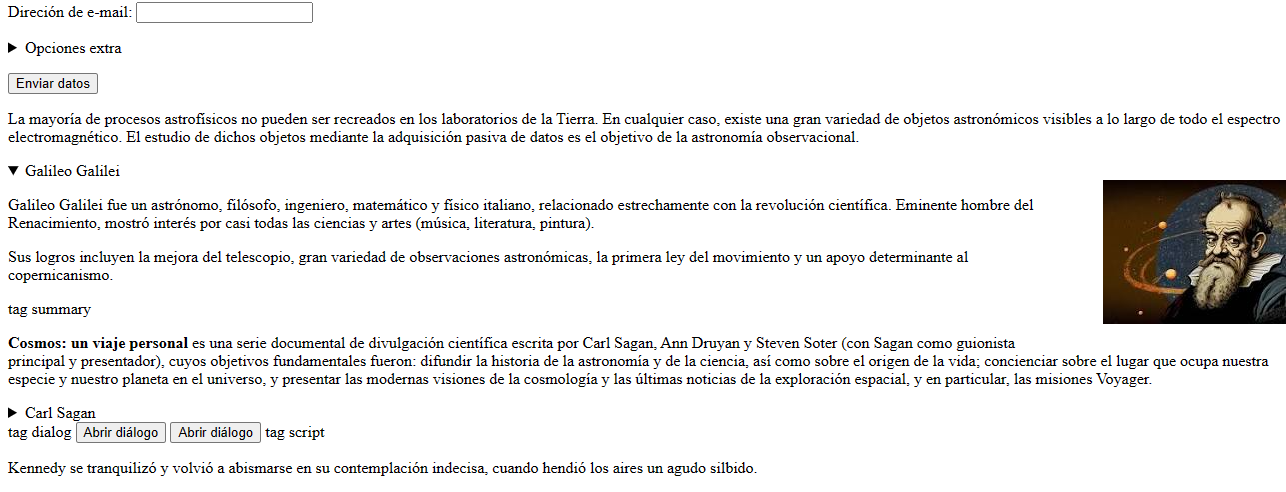 Direción de e-mail:
Opciones extra
Enviar datos
La mayoría de procesos astrofísicos no pueden ser recreados en los laboratorios de la Tierra. En cualquier caso, existe una gran variedad de objetos astronómicos visibles a lo largo de todo el espectro
electromagnético. El estudio de dichos objetos mediante la adquisición pasiva de datos es el objetivo de la astronomía observacional.
Galileo Galilei
Galileo Galilei fue un astrónomo, filósofo, ingeniero, matemático y físico italiano, relacionado estrechamente con la revolución científica. Eminente hombre del
Renacimiento, mostró interés por casi todas las ciencias y artes (música, literatura, pintura).
Sus logros incluyen la mejora del telescopio, gran variedad de observaciones astronómicas, la primera ley del movimiento y un apoyo determinante al
copernicanismo.
tag summary
Cosmos: un viaje personal es una serie documental de divulgación científica escrita por Carl Sagan, Ann Druyan y Steven Soter (con Sagan como guionista
principal y presentador), cuyos objetivos fundamentales fueron: difundir la historia de la astronomía y de la ciencia, así como sobre el origen de la vida; concienciar sobre el lugar que ocupa nuestra
especie y nuestro planeta en el universo, y presentar las modernas visiones de la cosmología y las últimas noticias de la exploración espacial, y en particular, las misiones Voyager.
Carl Sagan
tag dialog Abrir diálogo Abrir diálogo tag script
Kennedy se tranquilizó y volvió a abismarse en su contemplación indecisa, cuando hendió los aires un agudo silbido.